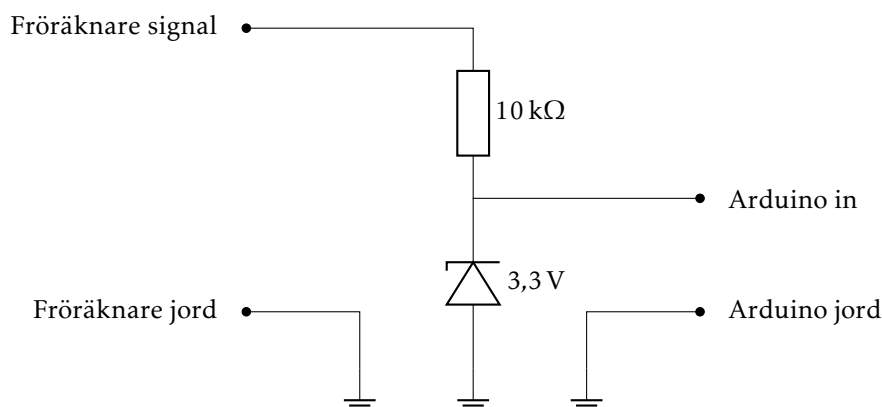 Fröräknare signal
10 kΩ
Arduino in
3,3 V
Fröräknare jord
Arduino jord